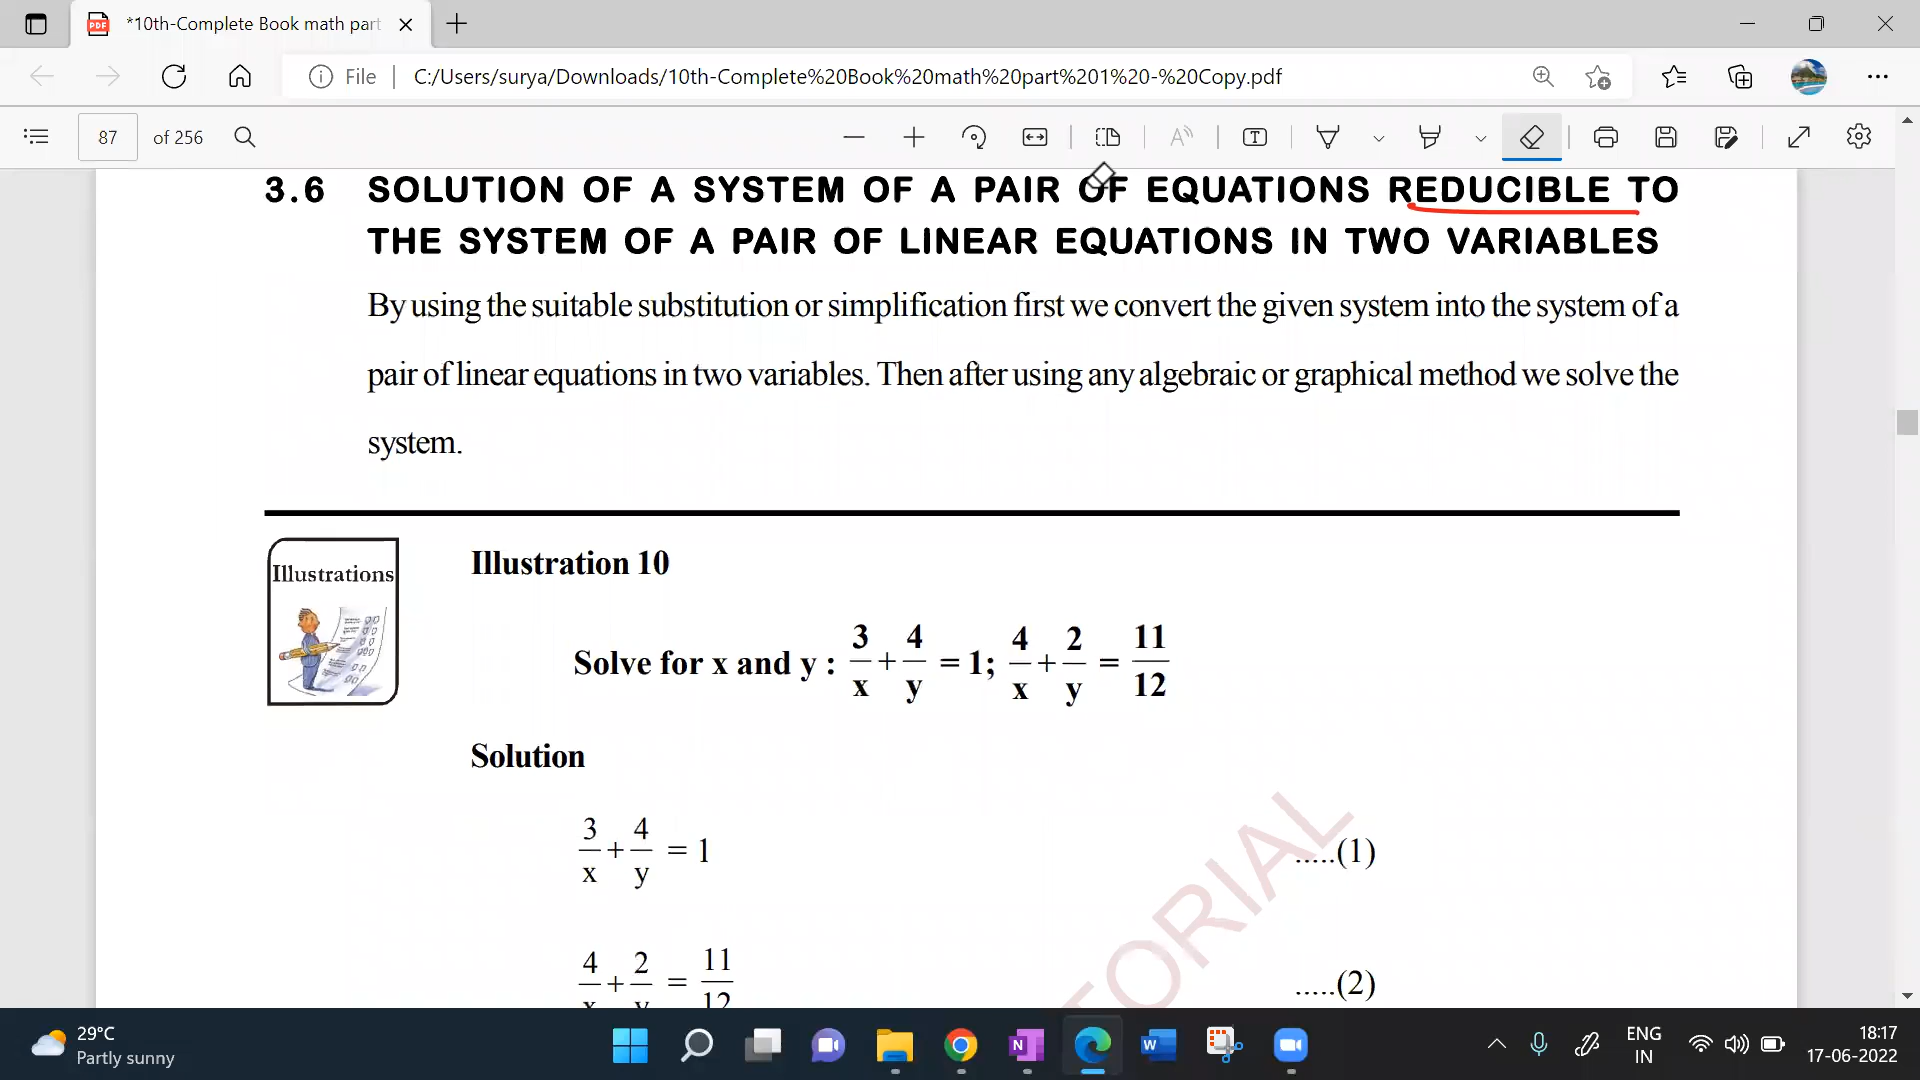 *10th-Complete Book math part
File
C:/Users/surya/Downloads/10th-Complete%20Book%20math%20part%201%20-%20Copy.pdf
87 of 256
3.6 SOLUTION OF A SYSTEM OF A PAIR OF EQUATIONS REDUCIBLE TO
THE SYSTEM OF A PAIR OF LINEAR EQUATIONS IN TWO VARIABLES
By using the suitable substitution or simplification first we convert the given system into the system of a
pair of linear equations in two variables. Then after using any algebraic or graphical method we solve the
system.
Illustrations
Illustration 10
Solve for x and y : 3/x + 4/y = 1; 4/x + 2/y = 11/12
Solution
3/x + 4/y = 1 .....(1)
4/x + 2/y = 11/12 .....(2)
TORIAL
29°C
Partly sunny
ENG
IN
18:17
17-06-2022